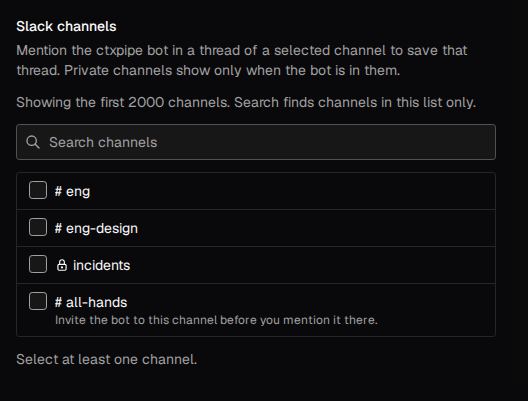 Slack channels
Mention the ctxpipe bot in a thread of a selected channel to save that
thread. Private channels show only when the bot is in them.
Showing the first 2000 channels. Search finds channels in this list only.
Search channels
# eng
# eng-design
incidents
# all-hands
Invite the bot to this channel before you mention it there.
Select at least one channel.